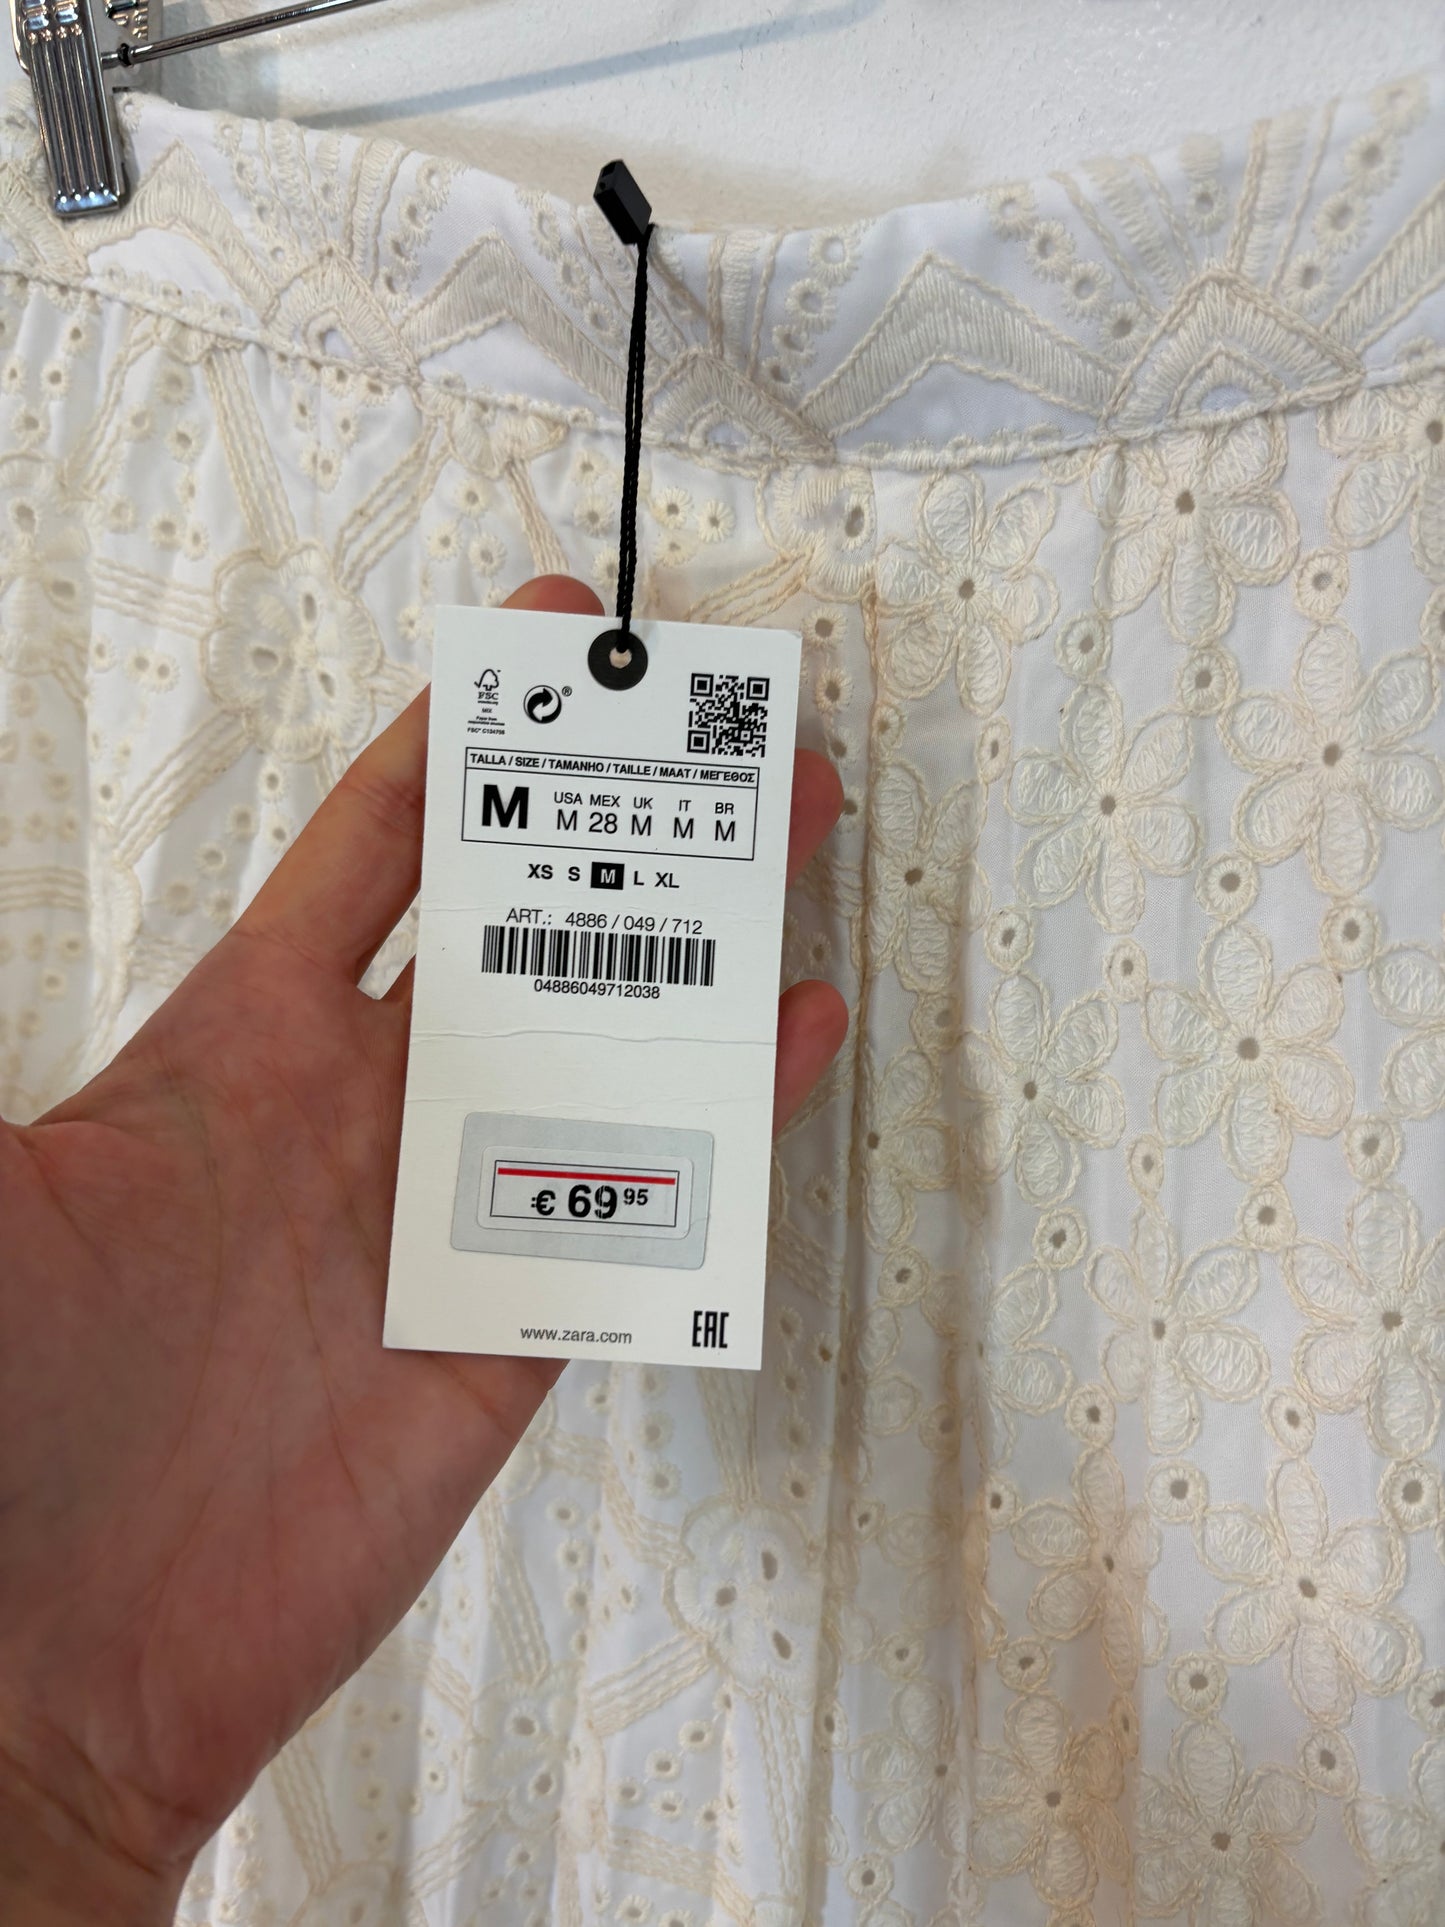 FSC
MIX
®
TALLA / SIZE / TAMANHO / TAILLE / MAAT / ΜΕΓΕΘΟΣ
M
USA MEX UK IT BR
M 28 M M M
XS S M L XL
ART.: 4886 / 049 / 712
04886049712038
€ 69 95
www.zara.com
EAC